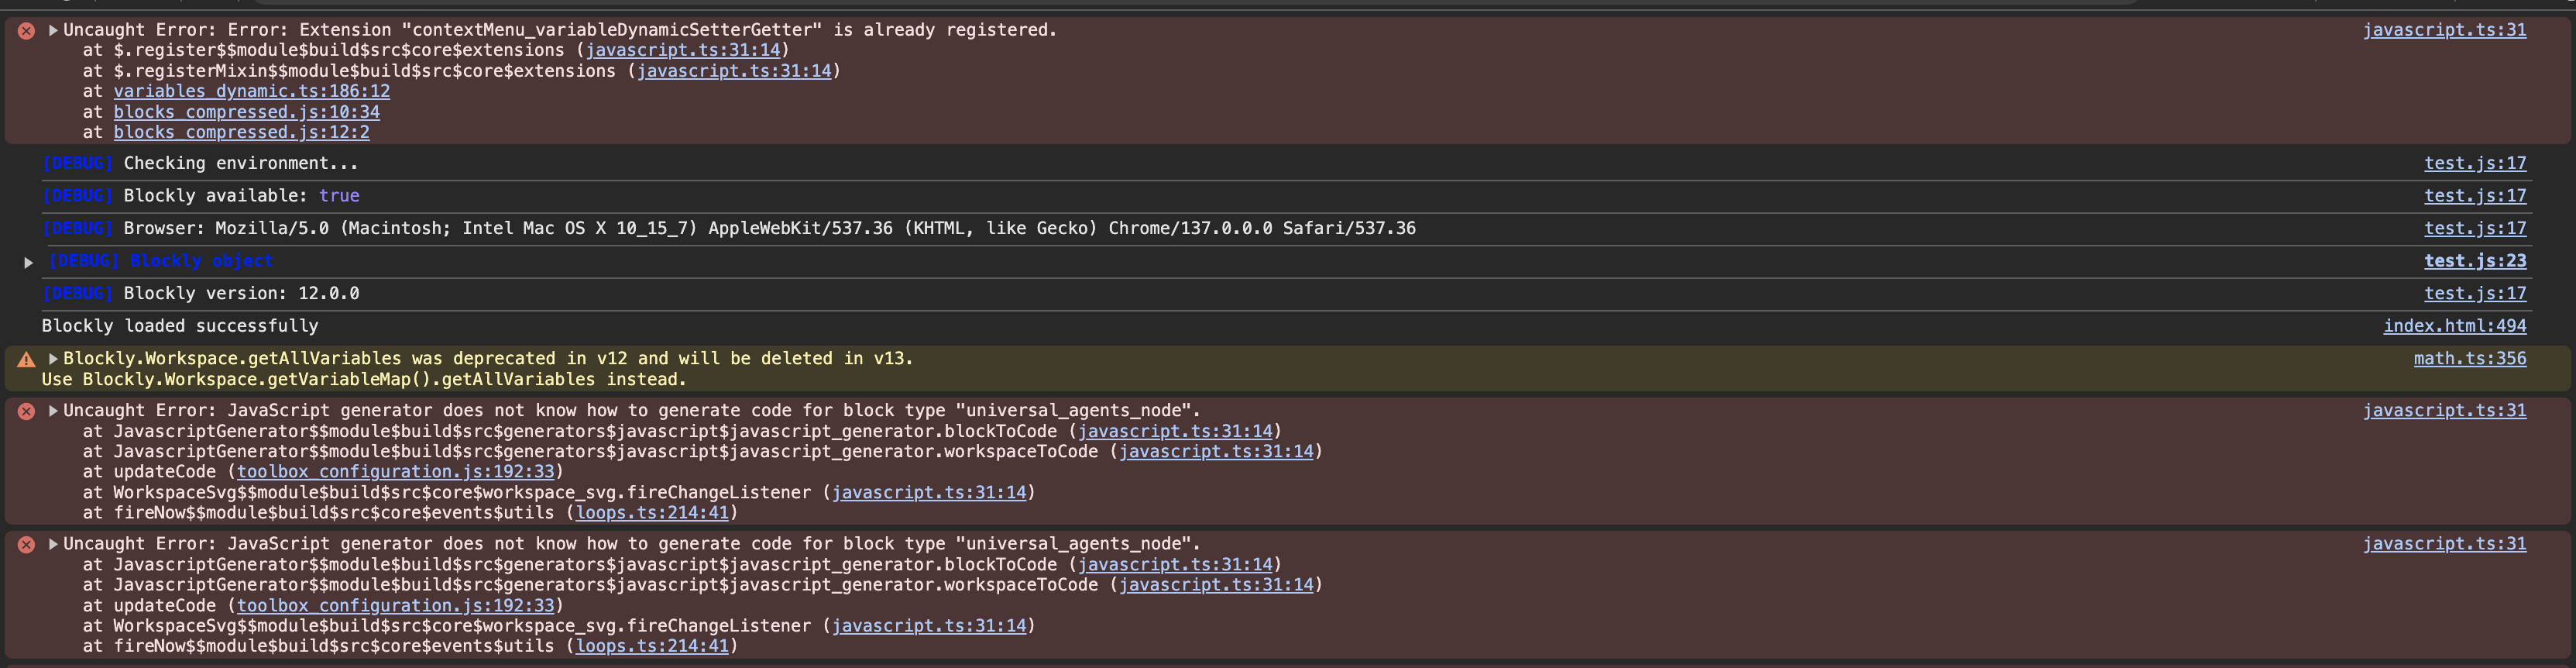 Uncaught Error: Error: Extension "contextMenu_variableDynamicSetterGetter" is already registered. javascript.ts:31
at $.register$$module$build$src$core$extensions (javascript.ts:31:14)
at $.registerMixin$$module$build$src$core$extensions (javascript.ts:31:14)
at variables_dynamic.ts:186:12
at blocks_compressed.js:10:34
at blocks_compressed.js:12:2
[DEBUG] Checking environment... test.js:17
[DEBUG] Blockly available: true test.js:17
[DEBUG] Browser: Mozilla/5.0 (Macintosh; Intel Mac OS X 10_15_7) AppleWebKit/537.36 (KHTML, like Gecko) Chrome/137.0.0.0 Safari/537.36 test.js:17
[DEBUG] Blockly object test.js:23
[DEBUG] Blockly version: 12.0.0 test.js:17
Blockly loaded successfully index.html:494
Blockly.Workspace.getAllVariables was deprecated in v12 and will be deleted in v13. math.ts:356
Use Blockly.Workspace.getVariableMap().getAllVariables instead.
Uncaught Error: JavaScript generator does not know how to generate code for block type "universal_agents_node". javascript.ts:31
at JavascriptGenerator$$module$build$src$generators$javascript$javascript_generator.blockToCode (javascript.ts:31:14)
at JavascriptGenerator$$module$build$src$generators$javascript$javascript_generator.workspaceToCode (javascript.ts:31:14)
at updateCode (toolbox_configuration.js:192:33)
at WorkspaceSvg$$module$build$src$core$workspace_svg.fireChangeListener (javascript.ts:31:14)
at fireNow$$module$build$src$core$events$utils (loops.ts:214:41)
Uncaught Error: JavaScript generator does not know how to generate code for block type "universal_agents_node". javascript.ts:31
at JavascriptGenerator$$module$build$src$generators$javascript$javascript_generator.blockToCode (javascript.ts:31:14)
at JavascriptGenerator$$module$build$src$generators$javascript$javascript_generator.workspaceToCode (javascript.ts:31:14)
at updateCode (toolbox_configuration.js:192:33)
at WorkspaceSvg$$module$build$src$core$workspace_svg.fireChangeListener (javascript.ts:31:14)
at fireNow$$module$build$src$core$events$utils (loops.ts:214:41)